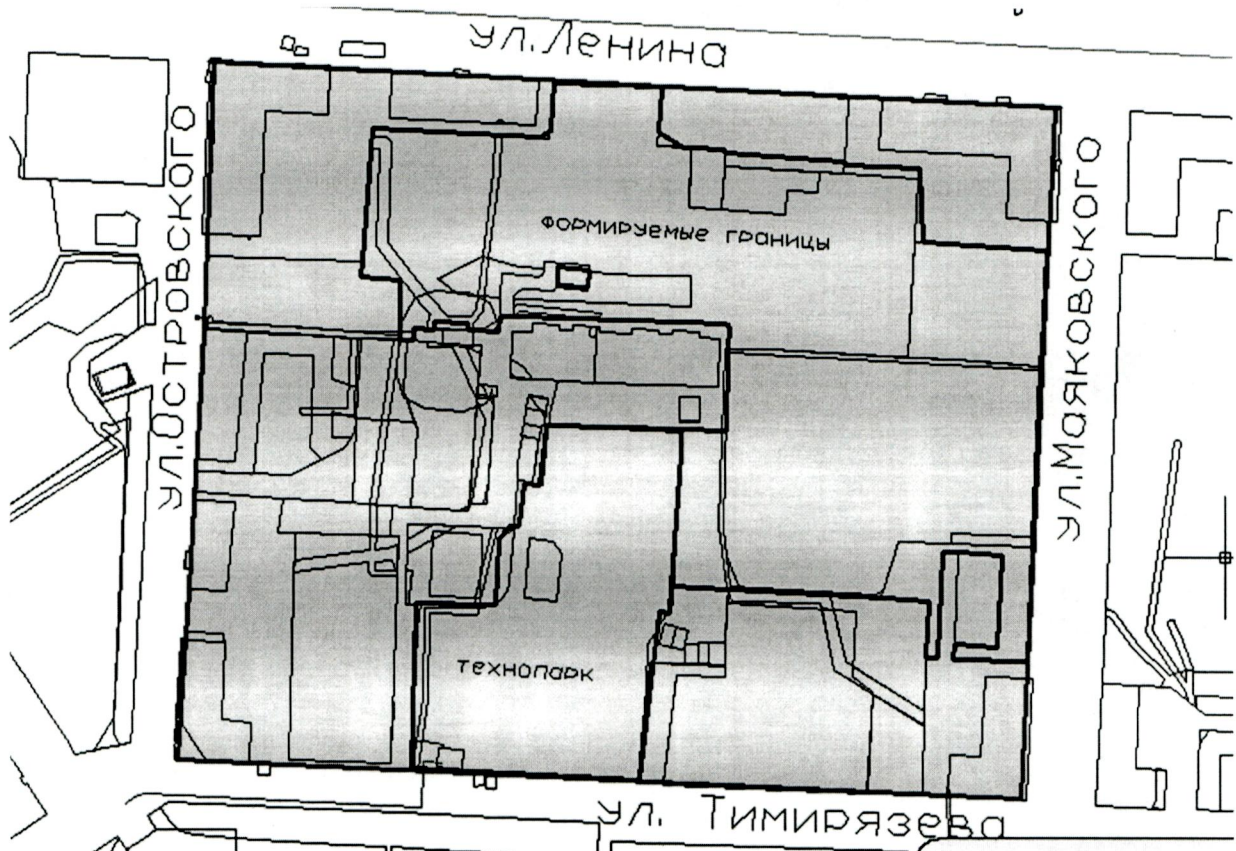 ул. Ленина
ул. Островского
ул. Маяковского
формируемые границы
технопарк
ул. Тимирязева